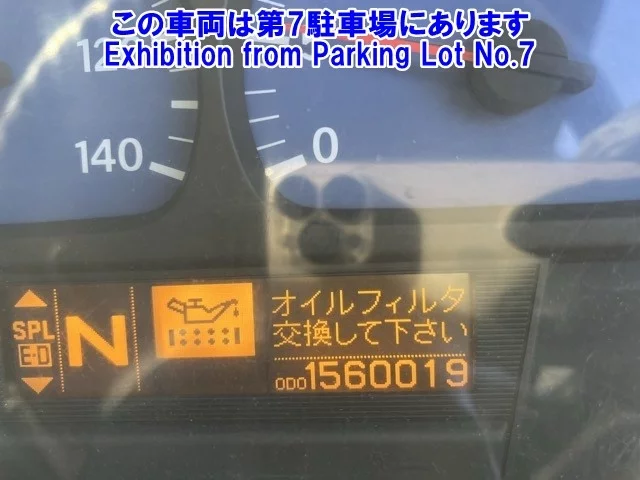 この車両は第7駐車場にあります
Exhibition from Parking Lot No.7
140
0
SPL
E-D
N
オイルフィルタ
交換して下さい
ODO1560019